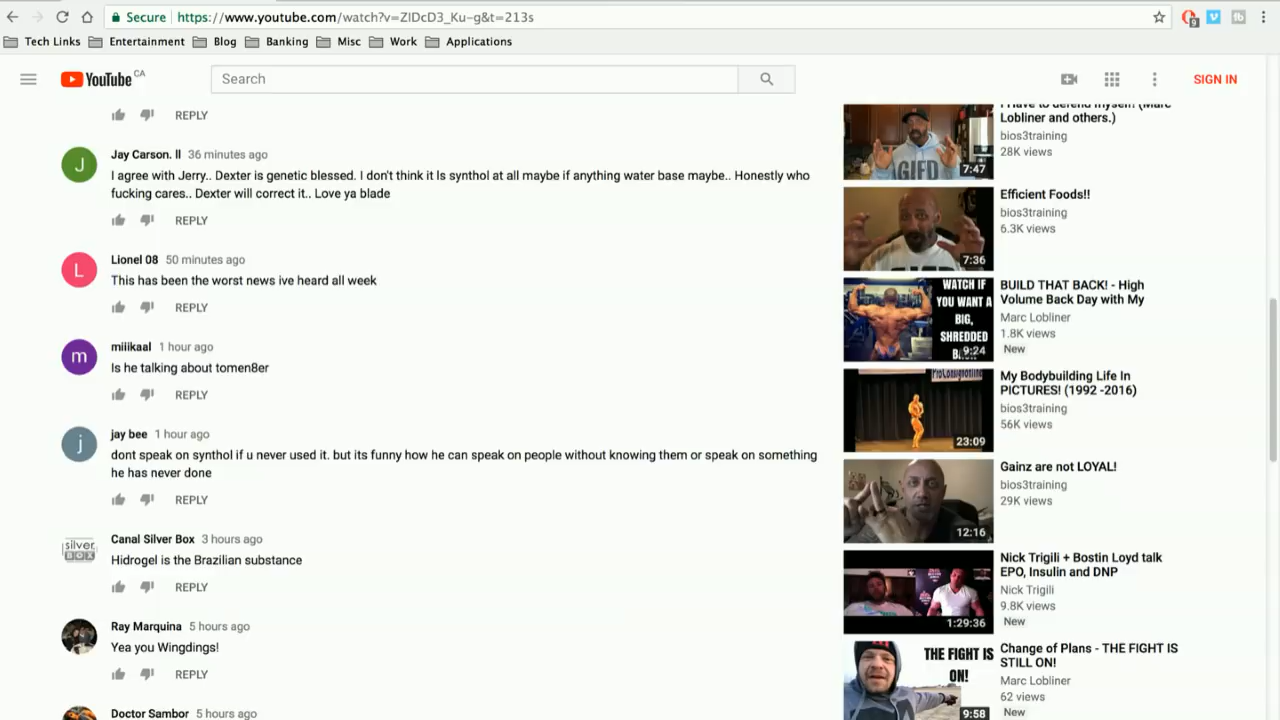 Secure https://www.youtube.com/watch?v=ZlDcD3_Ku-g&t=213s
9
Tech Links Entertainment Blog Banking Misc Work Applications
YouTube CA
Search
SIGN IN
REPLY
Jay Carson. II 36 minutes ago
I agree with Jerry.. Dexter is genetic blessed. I don't think it Is synthol at all maybe if anything water base maybe.. Honestly who
fucking cares.. Dexter will correct it.. Love ya blade
REPLY
L
Lionel 08 50 minutes ago
This has been the worst news ive heard all week
REPLY
m
miiikaal 1 hour ago
Is he talking about tomen8er
REPLY
j
jay bee 1 hour ago
dont speak on synthol if u never used it. but its funny how he can speak on people without knowing them or speak on something
he has never done
REPLY
silver
BOX
Canal Silver Box 3 hours ago
Hidrogel is the Brazilian substance
REPLY
Ray Marquina 5 hours ago
Yea you Wingdings!
REPLY
Doctor Sambor 5 hours ago
I Have to defend myself! (Marc
Lobliner and others.)
bios3training
28K views
7:47
Efficient Foods!!
bios3training
6.3K views
7:36
WATCH IF
YOU WANT A
BIG,
SHREDDED
9:24
BUILD THAT BACK! - High
Volume Back Day with My
Marc Lobliner
1.8K views
New
23:09
My Bodybuilding Life In
PICTURES! (1992 -2016)
bios3training
56K views
12:16
Gainz are not LOYAL!
bios3training
29K views
1:29:36
Nick Trigili + Bostin Loyd talk
EPO, Insulin and DNP
Nick Trigili
9.8K views
New
THE FIGHT IS
ON!
9:58
Change of Plans - THE FIGHT IS
STILL ON!
Marc Lobliner
62 views
New